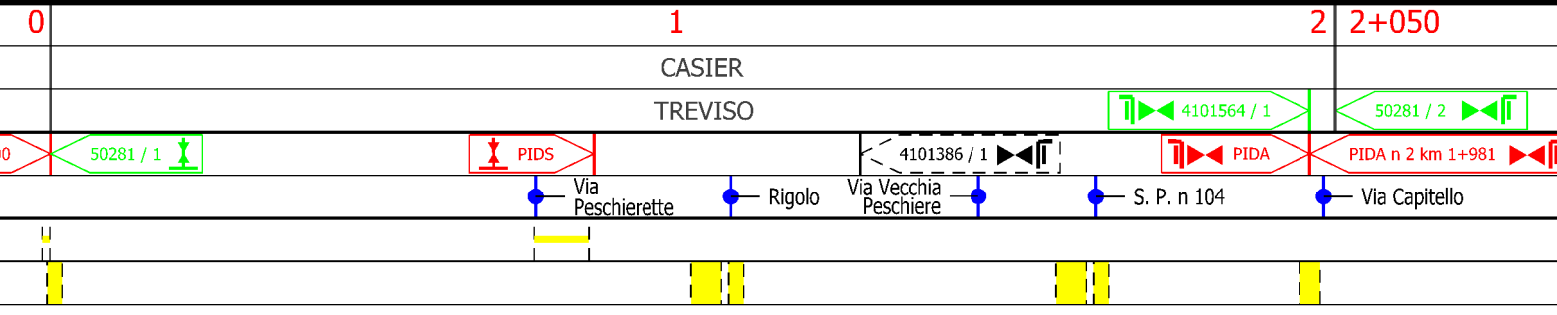 0 1 2 2+050
CASIER
TREVISO
4101564 / 1 50281 / 2
50281 / 1 PIDS 4101386 / 1 PIDA PIDA n 2 km 1+981
Via
Peschierette
Rigolo
Via Vecchia
Peschiere
S. P. n 104
Via Capitello